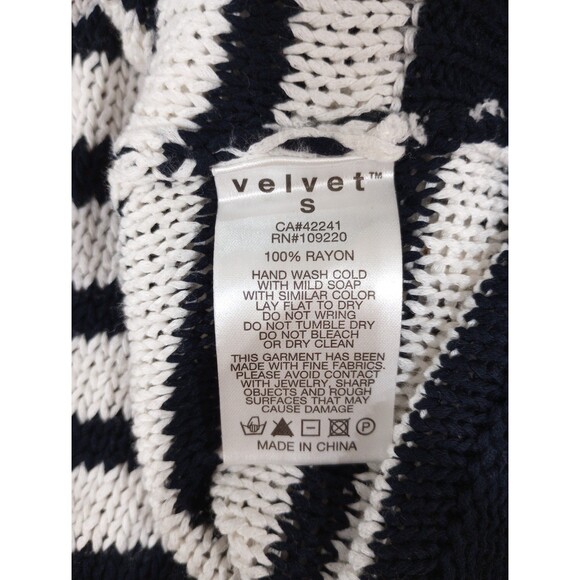 velvet™
S
CA#42241
RN#109220
100% RAYON
HAND WASH COLD
WITH MILD SOAP
WITH SIMILAR COLOR
LAY FLAT TO DRY
DO NOT WRING
DO NOT TUMBLE DRY
DO NOT BLEACH
OR DRY CLEAN
THIS GARMENT HAS BEEN
MADE WITH FINE FABRICS.
PLEASE AVOID CONTACT
WITH JEWELRY, SHARP
OBJECTS AND ROUGH
SURFACES THAT MAY
CAUSE DAMAGE
P
MADE IN CHINA